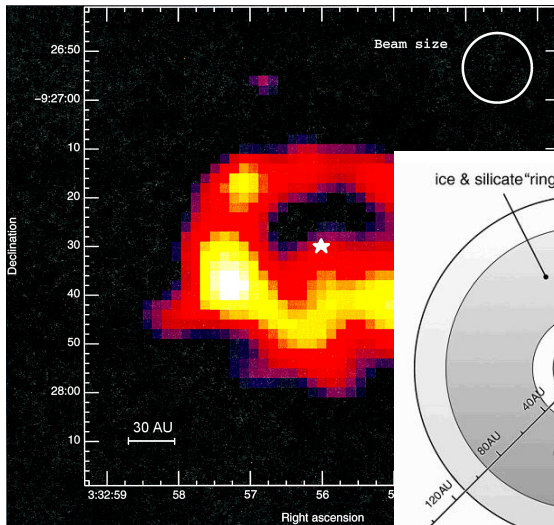 Beam size
26:50
-9:27:00
10
20
30
40
50
28:00
10
Declination
30 AU
3:32:59
58
57
56
Right ascension
ice & silicate "ring
40AU
80AU
120AU